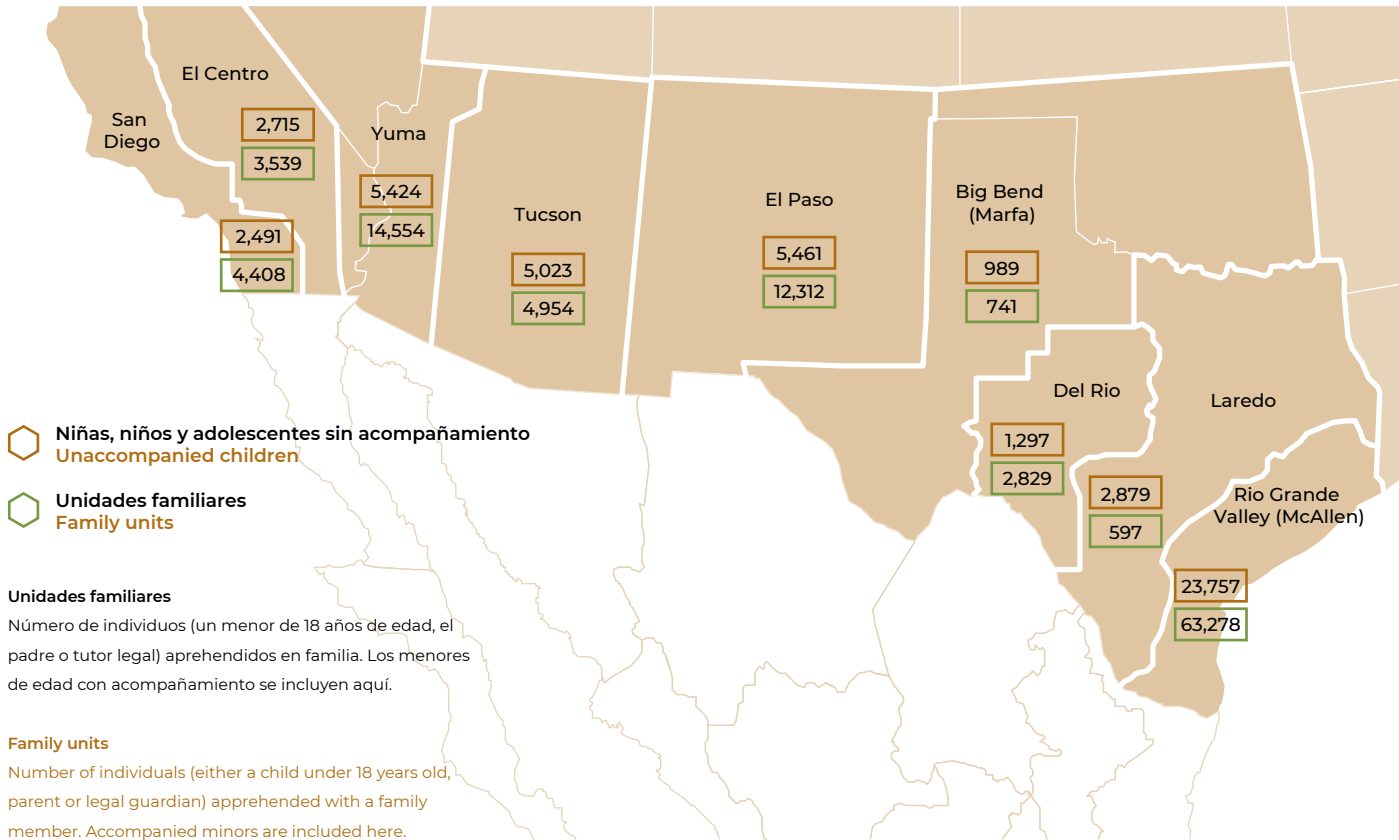 El Centro
2,715
3,539
San
Diego
2,491
4,408
Yuma
5,424
14,554
Tucson
5,023
4,954
El Paso
5,461
12,312
Big Bend
(Marfa)
989
741
Del Rio
1,297
2,829
Laredo
2,879
597
Rio Grande
Valley (McAllen)
23,757
63,278
Niñas, niños y adolescentes sin acompañamiento
Unaccompanied children
Unidades familiares
Family units
Unidades familiares
Número de individuos (un menor de 18 años de edad, el
padre o tutor legal) aprehendidos en familia. Los menores
de edad con acompañamiento se incluyen aquí.
Family units
Number of individuals (either a child under 18 years old,
parent or legal guardian) apprehended with a family
member. Accompanied minors are included here.